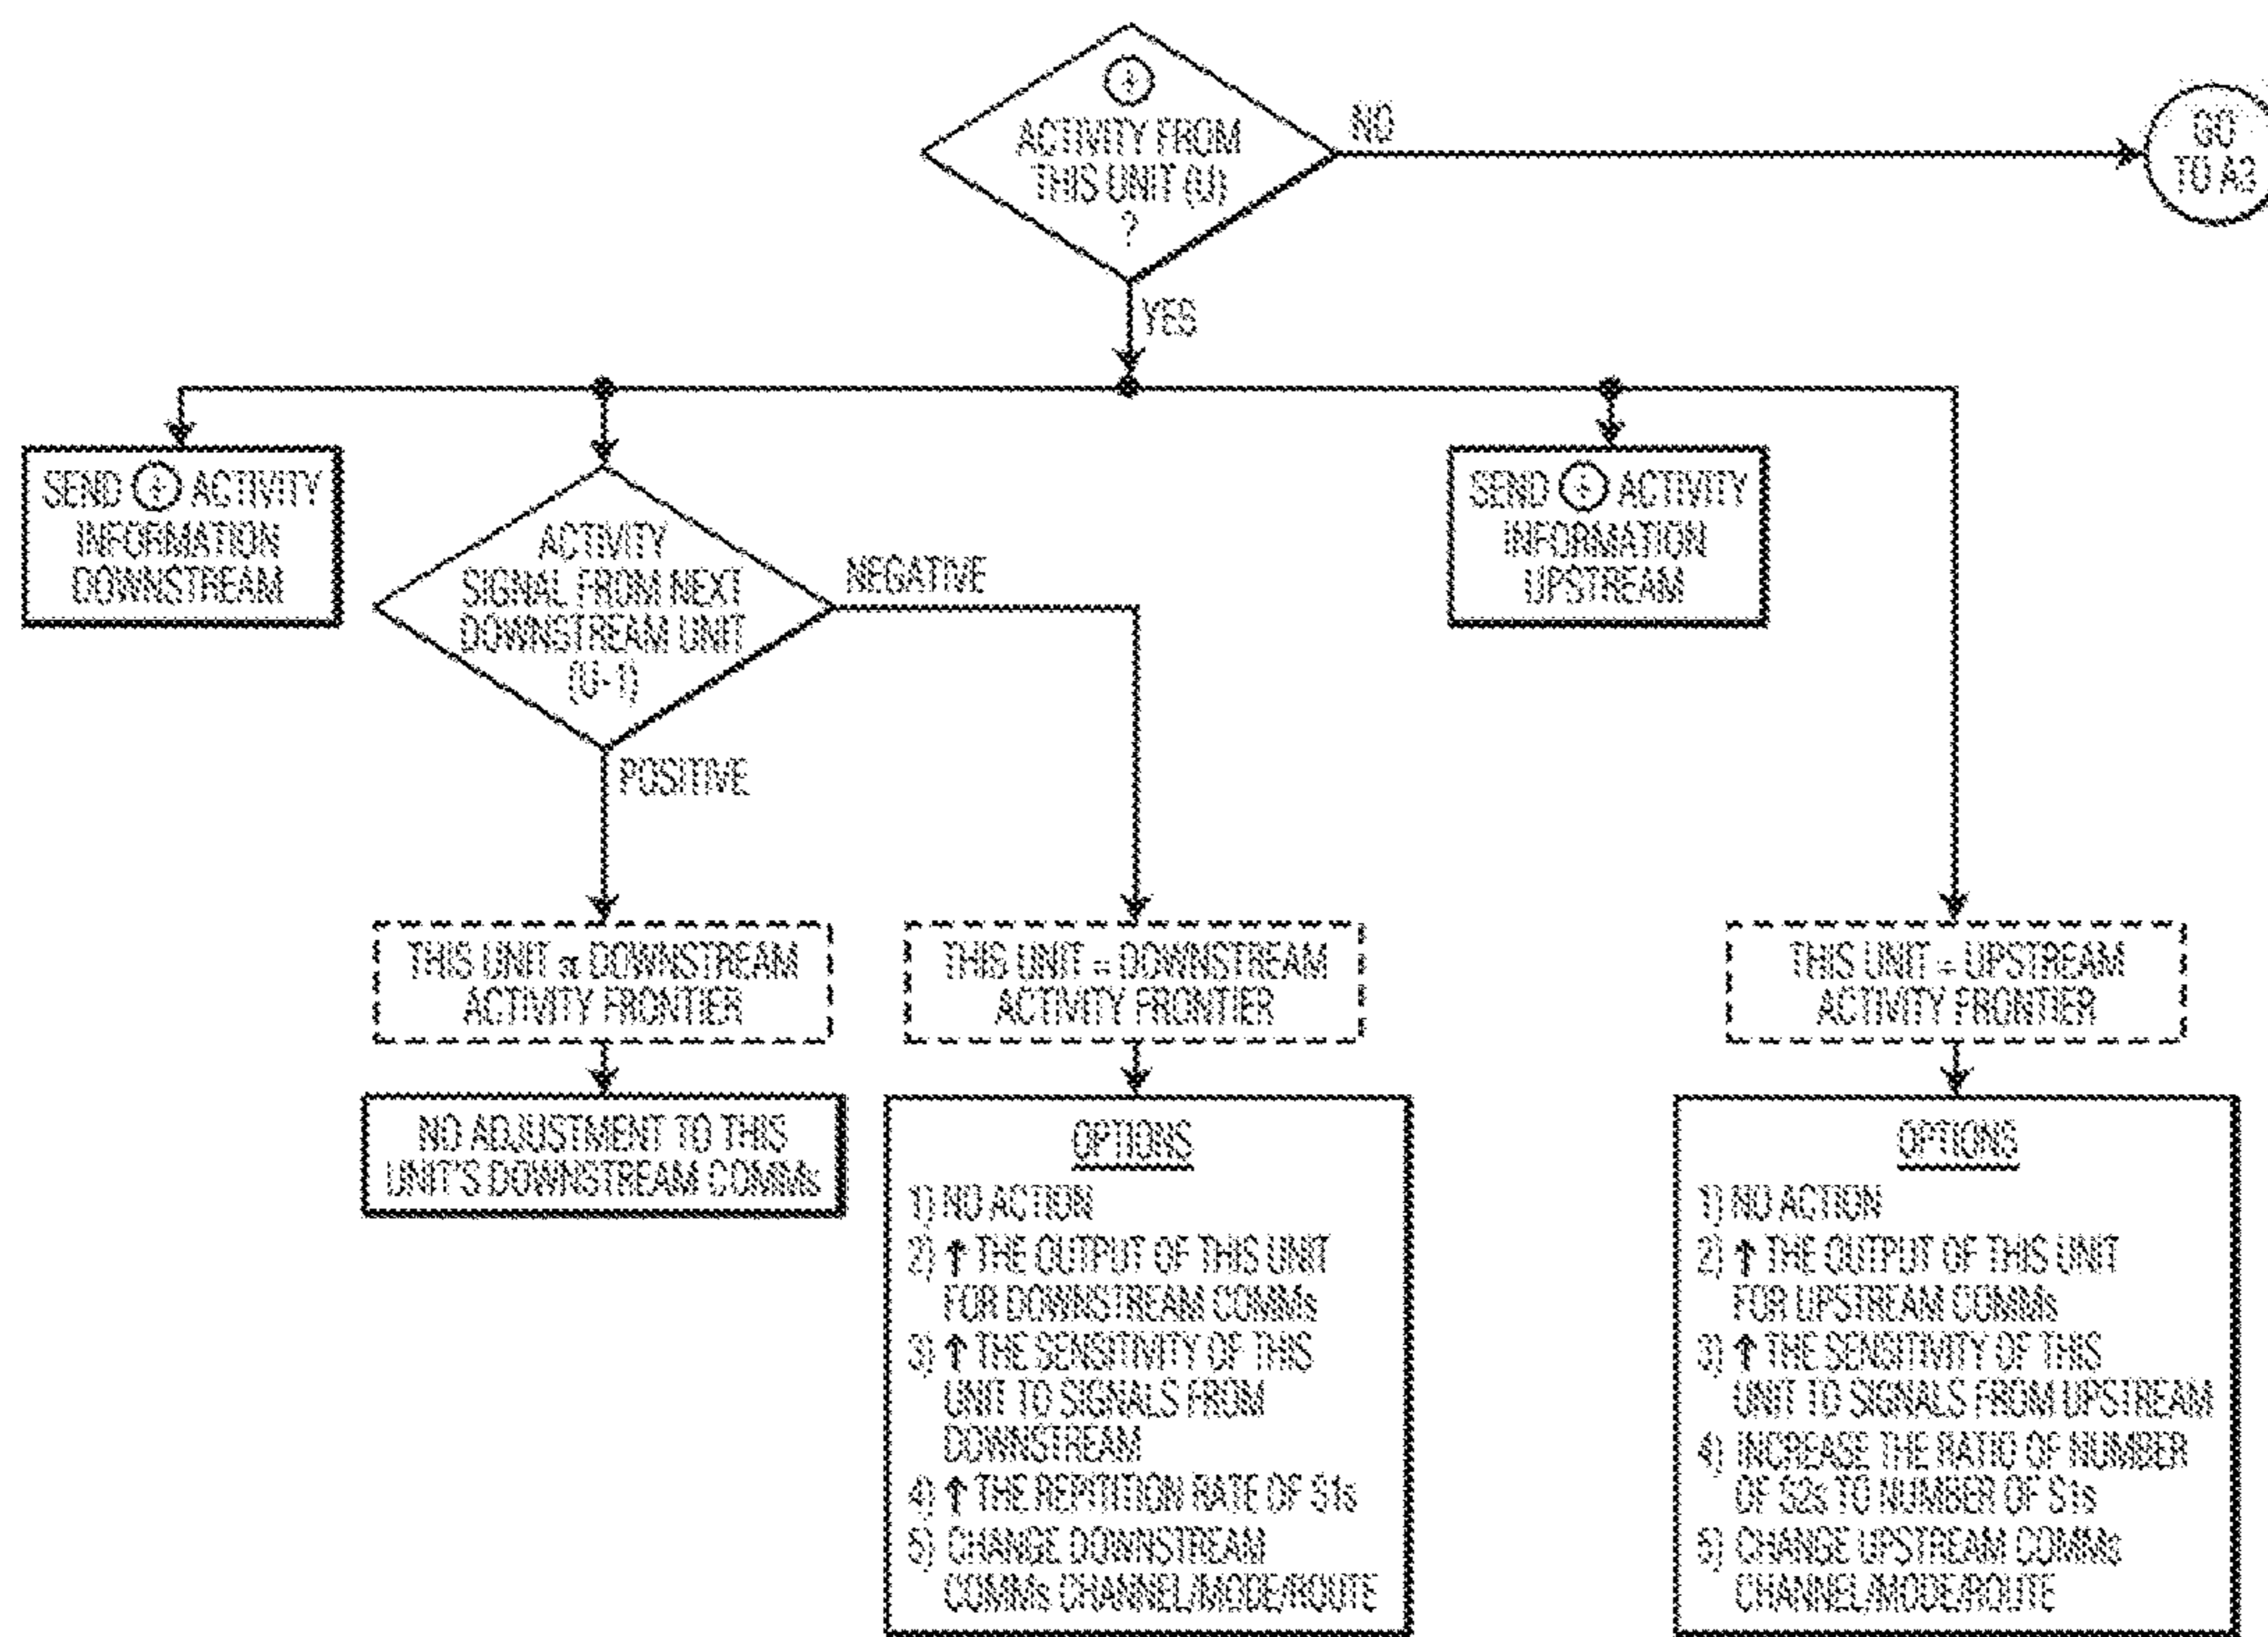 +
ACTIVITY FROM
THIS UNIT (U)
?
NO
GO
TO A3
YES
SEND + ACTIVITY
INFORMATION
DOWNSTREAM
ACTIVITY
SIGNAL FROM NEXT
DOWNSTREAM UNIT
(U-1)
NEGATIVE
POSITIVE
SEND + ACTIVITY
INFORMATION
UPSTREAM
THIS UNIT ≠ DOWNSTREAM
ACTIVITY FRONTIER
NO ADJUSTMENT TO THIS
UNIT'S DOWNSTREAM COMMs
THIS UNIT = DOWNSTREAM
ACTIVITY FRONTIER
OPTIONS
1) NO ACTION
2) ↑ THE OUTPUT OF THIS UNIT
FOR DOWNSTREAM COMMs
3) ↑ THE SENSITIVITY OF THIS
UNIT TO SIGNALS FROM
DOWNSTREAM
4) ↑ THE REPTITION RATE OF S1s
5) CHANGE DOWNSTREAM
COMMs CHANNEL/MODE/ROUTE
THIS UNIT = UPSTREAM
ACTIVITY FRONTIER
OPTIONS
1) NO ACTION
2) ↑ THE OUTPUT OF THIS UNIT
FOR UPSTREAM COMMs
3) ↑ THE SENSITIVITY OF THIS
UNIT TO SIGNALS FROM UPSTREAM
4) INCREASE THE RATIO OF NUMBER
OF S2s TO NUMBER OF S1s
5) CHANGE UPSTREAM COMMs
CHANNEL/MODE/ROUTE